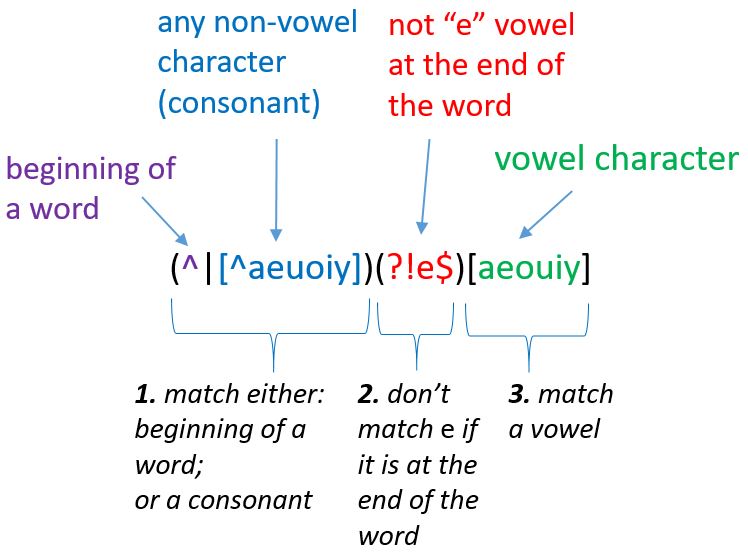 any non-vowel
character
(consonant)
not “e” vowel
at the end of
the word
beginning of
a word
vowel character
(^|[^aeuoiy])(?!e$)[aeouiy]
1. match either:
beginning of a
word;
or a consonant
2. don’t
match e if
it is at the
end of the
word
3. match
a vowel